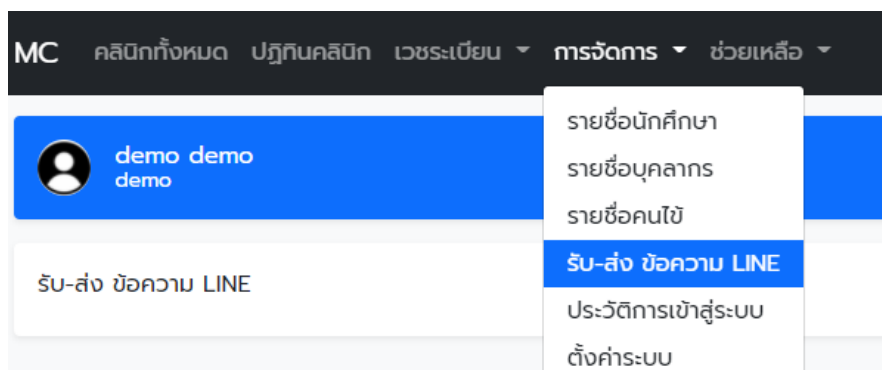 MC คลินิกทั้งหมด ปฏิทินคลินิก เวชระเบียน การจัดการ ช่วยเหลือ
รายชื่อนักศึกษา
demo demo
demo
รายชื่อบุคลากร
รายชื่อคนไข้
รับ-ส่ง ข้อความ LINE
รับ-ส่ง ข้อความ LINE
ประวัติการเข้าสู่ระบบ
ตั้งค่าระบบ